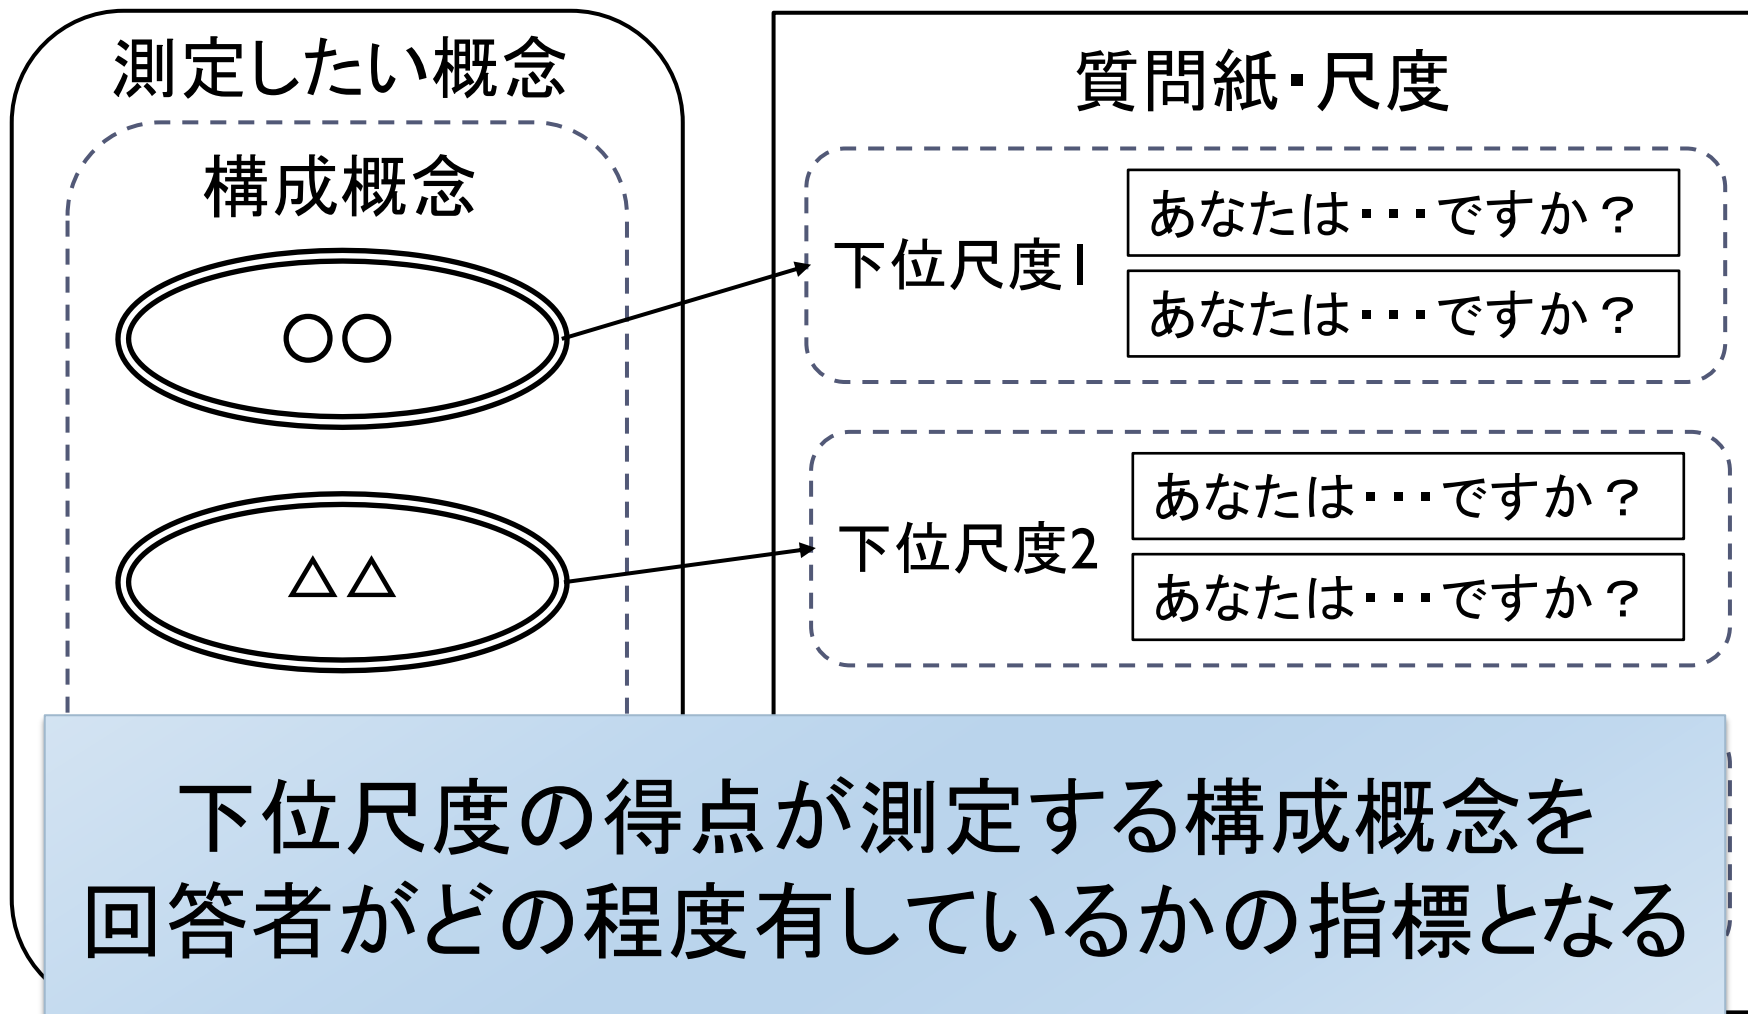 測定したい概念
構成概念
○○
△△
質問紙・尺度
下位尺度1
あなたは・・・ですか？
あなたは・・・ですか？
下位尺度2
あなたは・・・ですか？
あなたは・・・ですか？
下位尺度の得点が測定する構成概念を
回答者がどの程度有しているかの指標となる